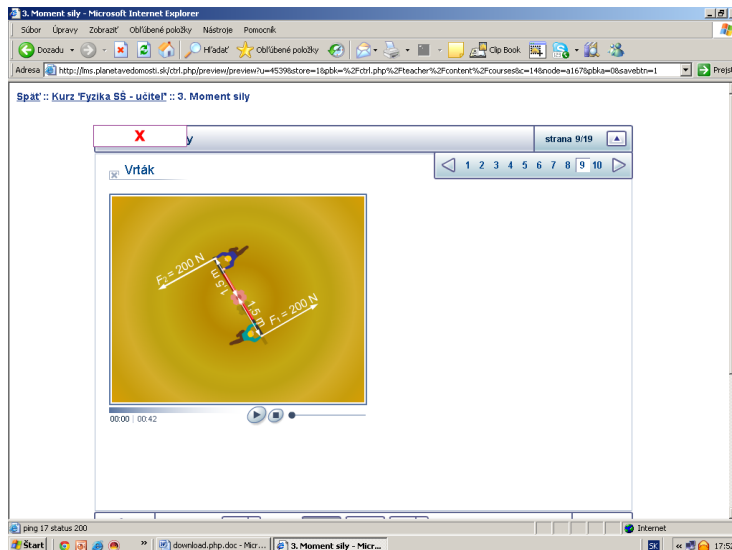 3. Moment sily - Microsoft Internet Explorer
Súbor Úpravy Zobraziť Obľúbené položky Nástroje Pomocník
Dozadu Hľadať Obľúbené položky Clip Book
Adresa http://lms.planetavedomosti.sk/ctrl.php/preview/preview?u=4539&store=1&pbk=%2Fctrl.php%2Fteacher%2Fcontent%2Fcourses&c=14&node=a167&pbka=0&savebtn=1 Prejsť
Späť :: Kurz 'Fyzika SŠ - učiteľ' :: 3. Moment sily
X y strana 9/19
Vrták 1 2 3 4 5 6 7 8 9 10
F₂ = 200 N
1,5 m
1,5 m
F₁ = 200 N
00:00 | 00:42
ping 17 status 200 Internet
Štart » download.php.doc - Micr... 3. Moment sily - Micr... SK « 17:52